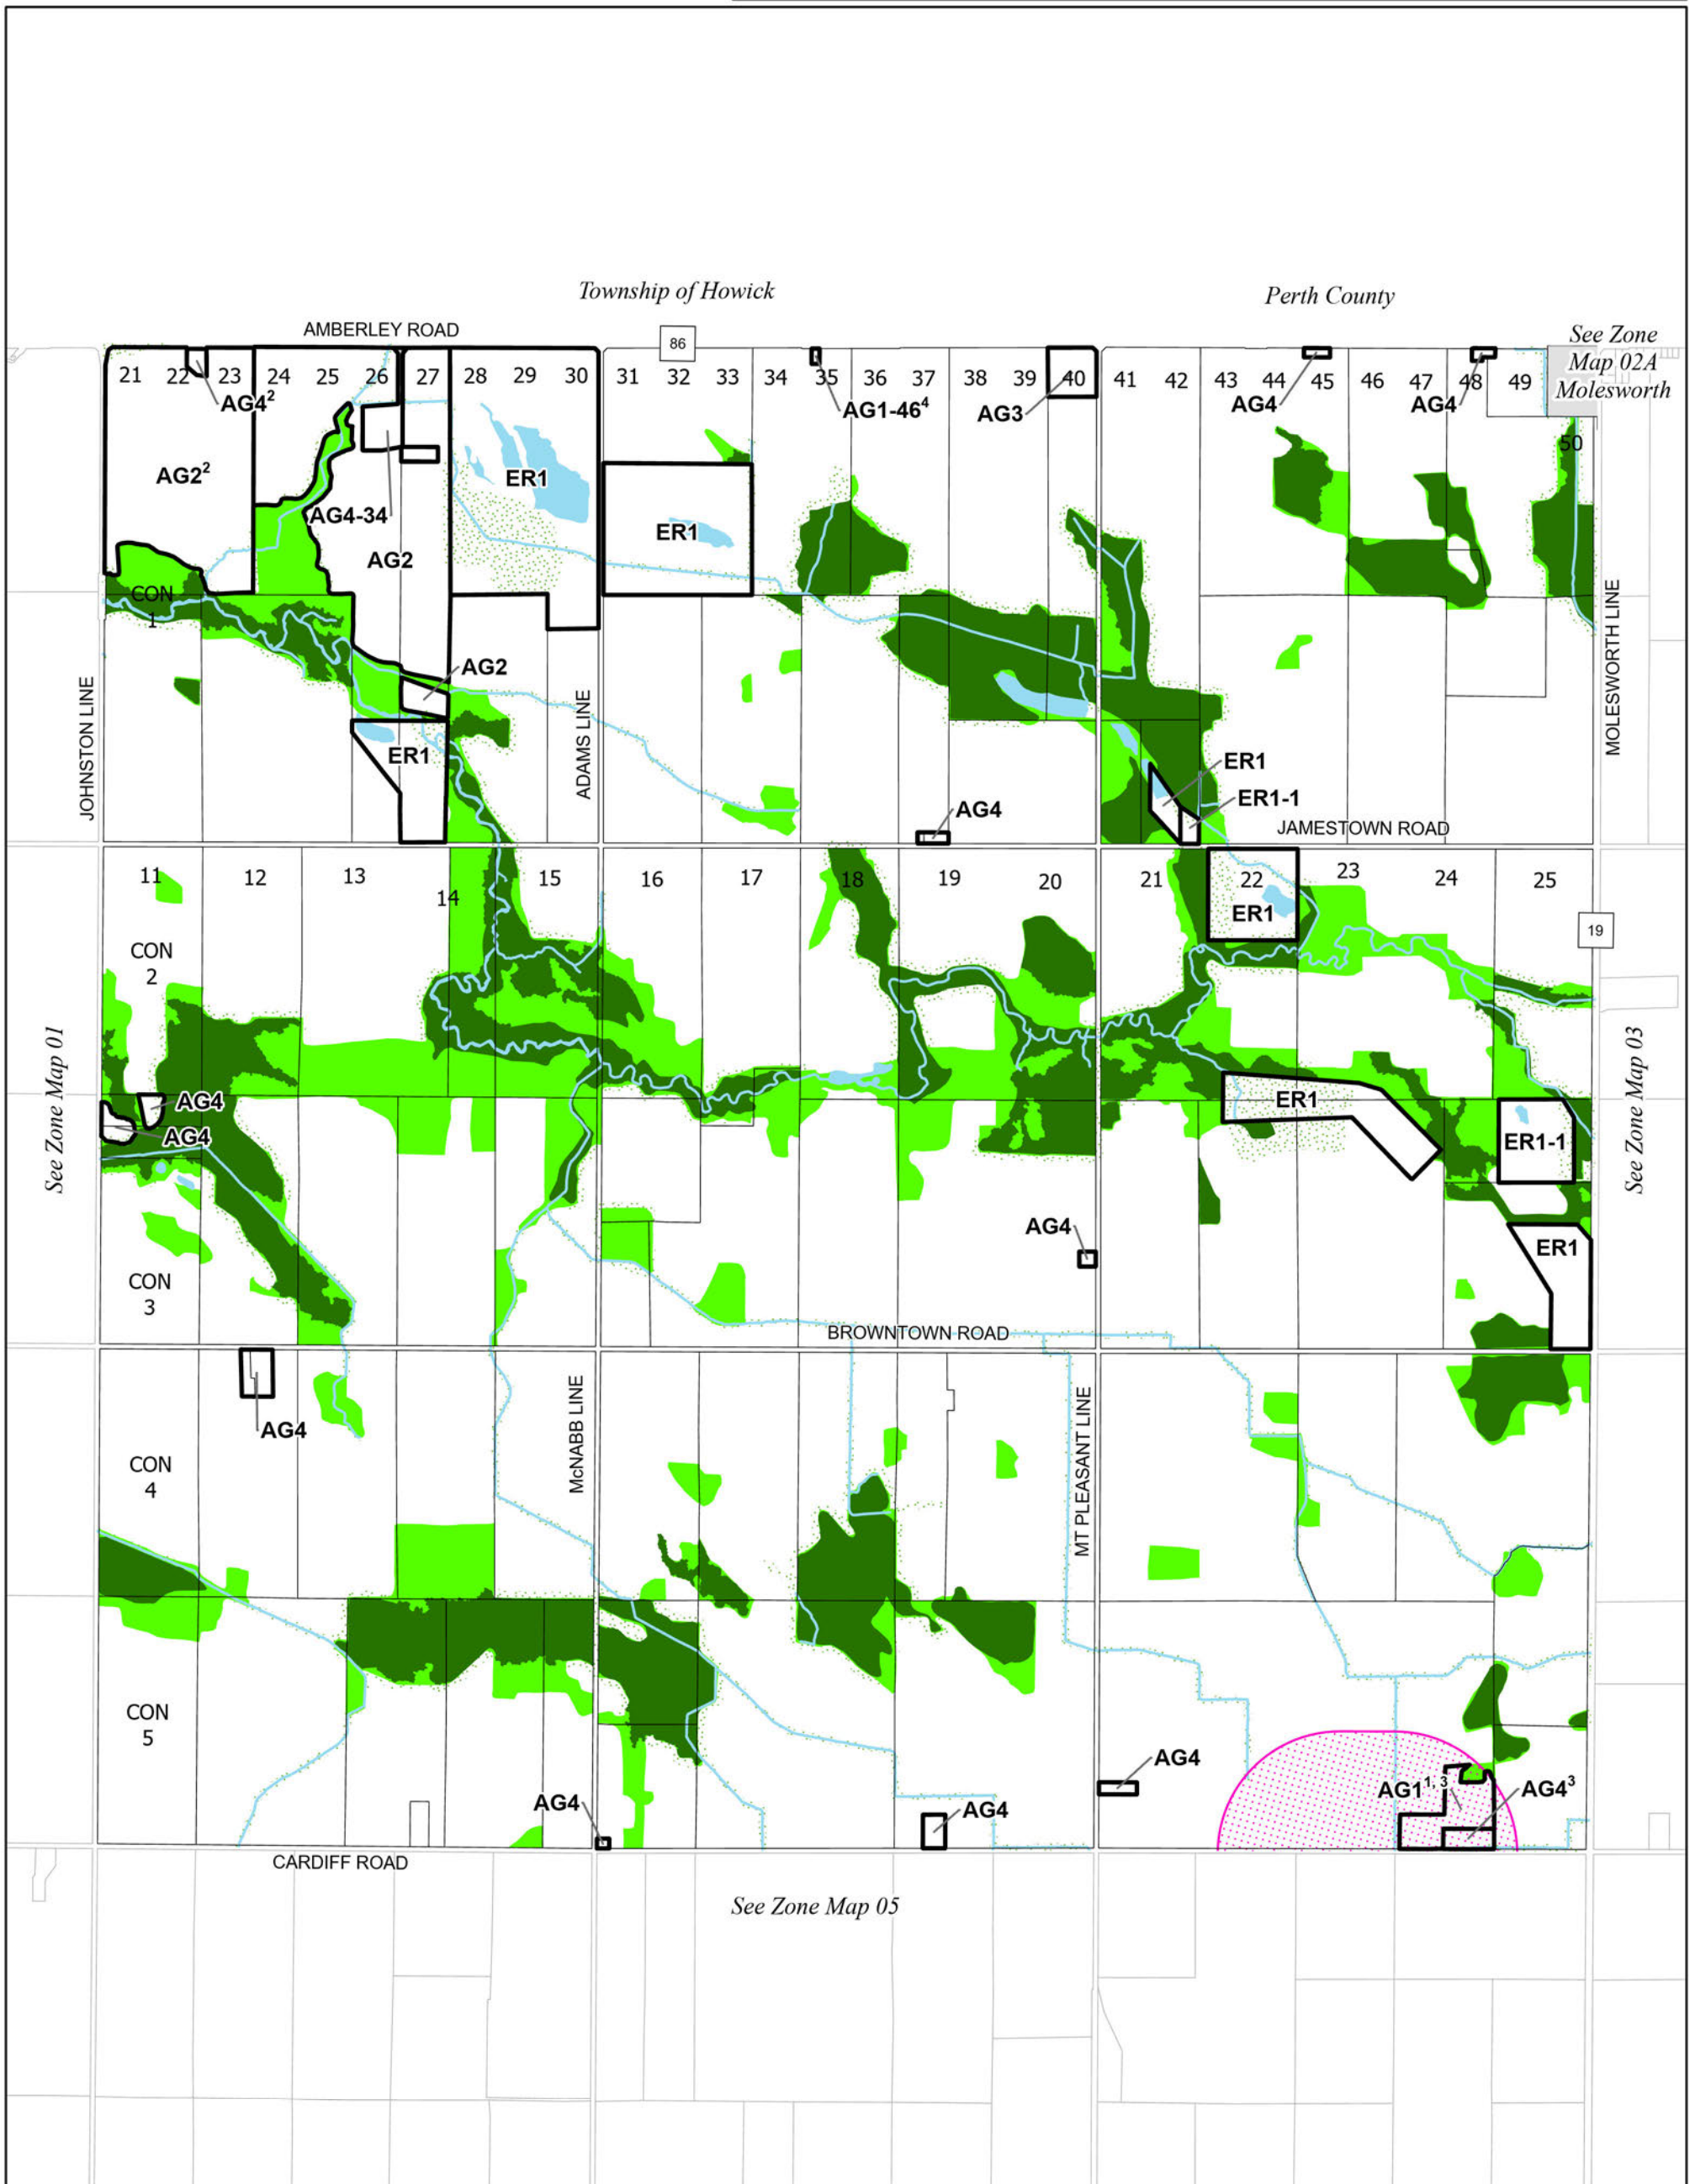 Township of Howick
Perth County
AMBERLEY ROAD
86
See Zone
Map 02A
Molesworth
21 22 23 24 25 26 27 28 29 30 31 32 33 34 35 36 37 38 39 40 41 42 43 44 45 46 47 48 49
50
AG4²
AG1-46⁴
AG3
AG4
AG4
AG2²
ER1
AG4-34
ER1
AG2
CON
1
AG2
ER1
JOHNSTON LINE
ADAMS LINE
MOLESWORTH LINE
ER1
ER1-1
AG4
JAMESTOWN ROAD
11 12 13 14 15 16 17 18 19 20 21 22 23 24 25
ER1
19
CON
2
See Zone Map 01
See Zone Map 03
AG4
AG4
ER1
ER1-1
AG4
ER1
CON
3
BROWNTOWN ROAD
AG4
McNABB LINE
MT PLEASANT LINE
CON
4
CON
5
AG4
AG4
AG4
AG1¹˒ ³
AG4³
CARDIFF ROAD
See Zone Map 05